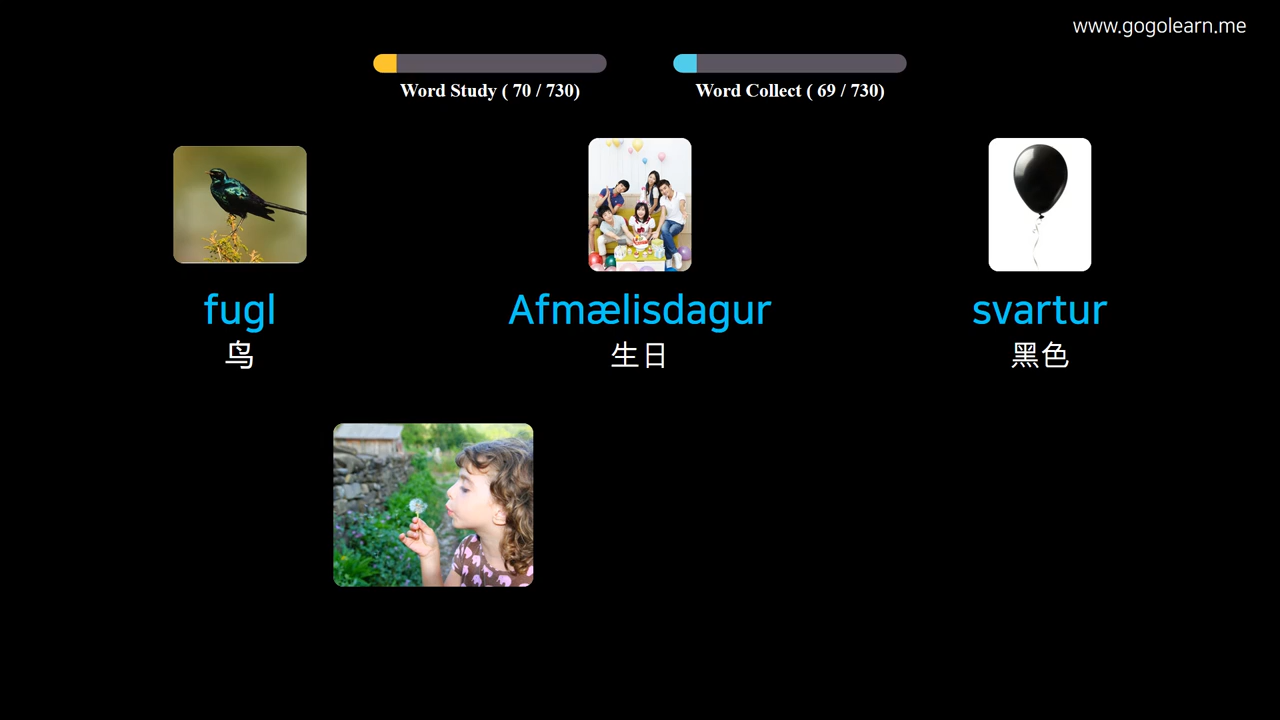 www.gogolearn.me
Word Study ( 70 / 730)
Word Collect ( 69 / 730)
fugl
Afmælisdagur
svartur
鸟
生日
黑色